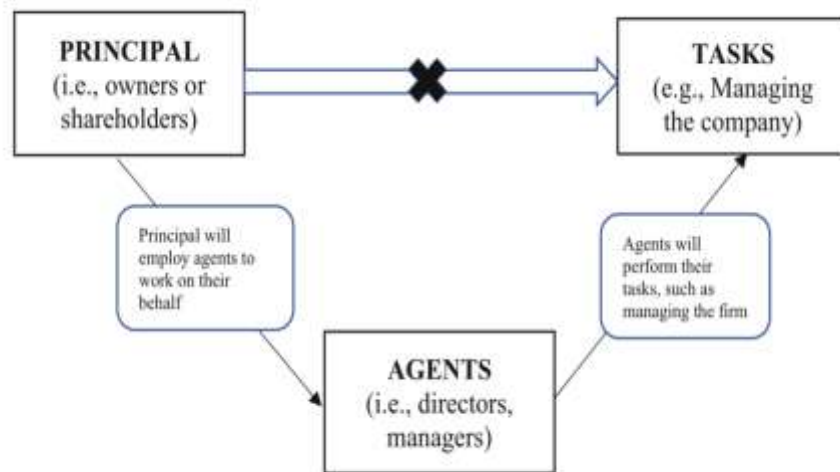 PRINCIPAL
(i.e., owners or
shareholders)
TASKS
(e.g., Managing
the company)
Principal will
employ agents to
work on their
behalf
Agents will
perform their
tasks, such as
managing the firm
AGENTS
(i.e., directors,
managers)